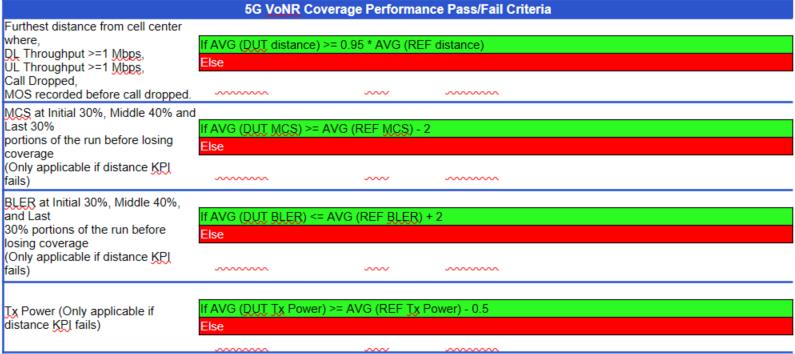 5G VoNR Coverage Performance Pass/Fail Criteria
Furthest distance from cell center
where,
DL Throughput >=1 Mbps,
UL Throughput >=1 Mbps,
Call Dropped,
MOS recorded before call dropped.
If AVG (DUT distance) >= 0.95 * AVG (REF distance)
Else
MCS at Initial 30%, Middle 40% and
Last 30%
portions of the run before losing
coverage
(Only applicable if distance KPI
fails)
If AVG (DUT MCS) >= AVG (REF MCS) - 2
Else
BLER at Initial 30%, Middle 40%,
and Last
30% portions of the run before
losing coverage
(Only applicable if distance KPI
fails)
If AVG (DUT BLER) <= AVG (REF BLER) + 2
Else
Tx Power (Only applicable if
distance KPI fails)
If AVG (DUT Tx Power) >= AVG (REF Tx Power) - 0.5
Else